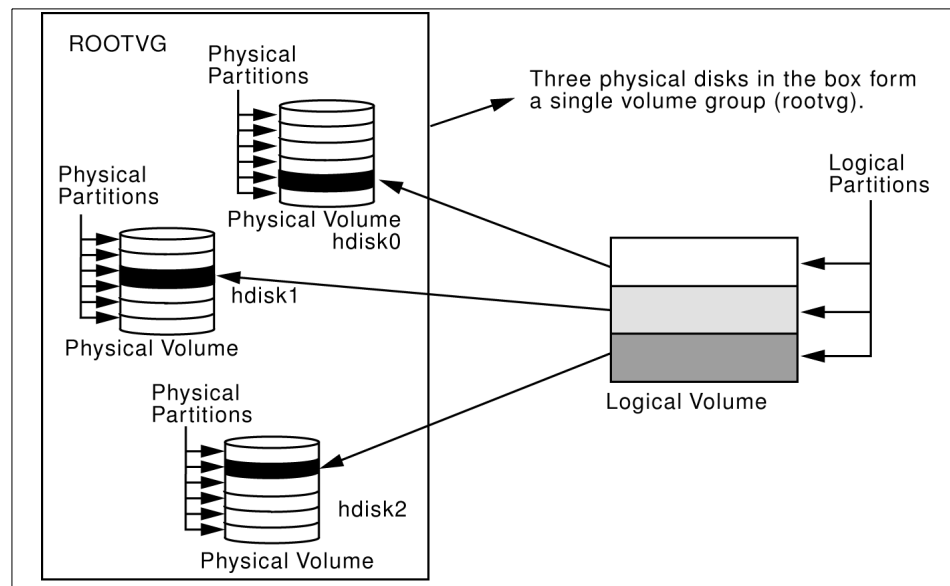 ROOTVG
Physical
Partitions
Three physical disks in the box form
a single volume group (rootvg).
Physical
Partitions
Logical
Partitions
Physical Volume
hdisk0
hdisk1
Physical Volume
Physical
Partitions
Logical Volume
hdisk2
Physical Volume